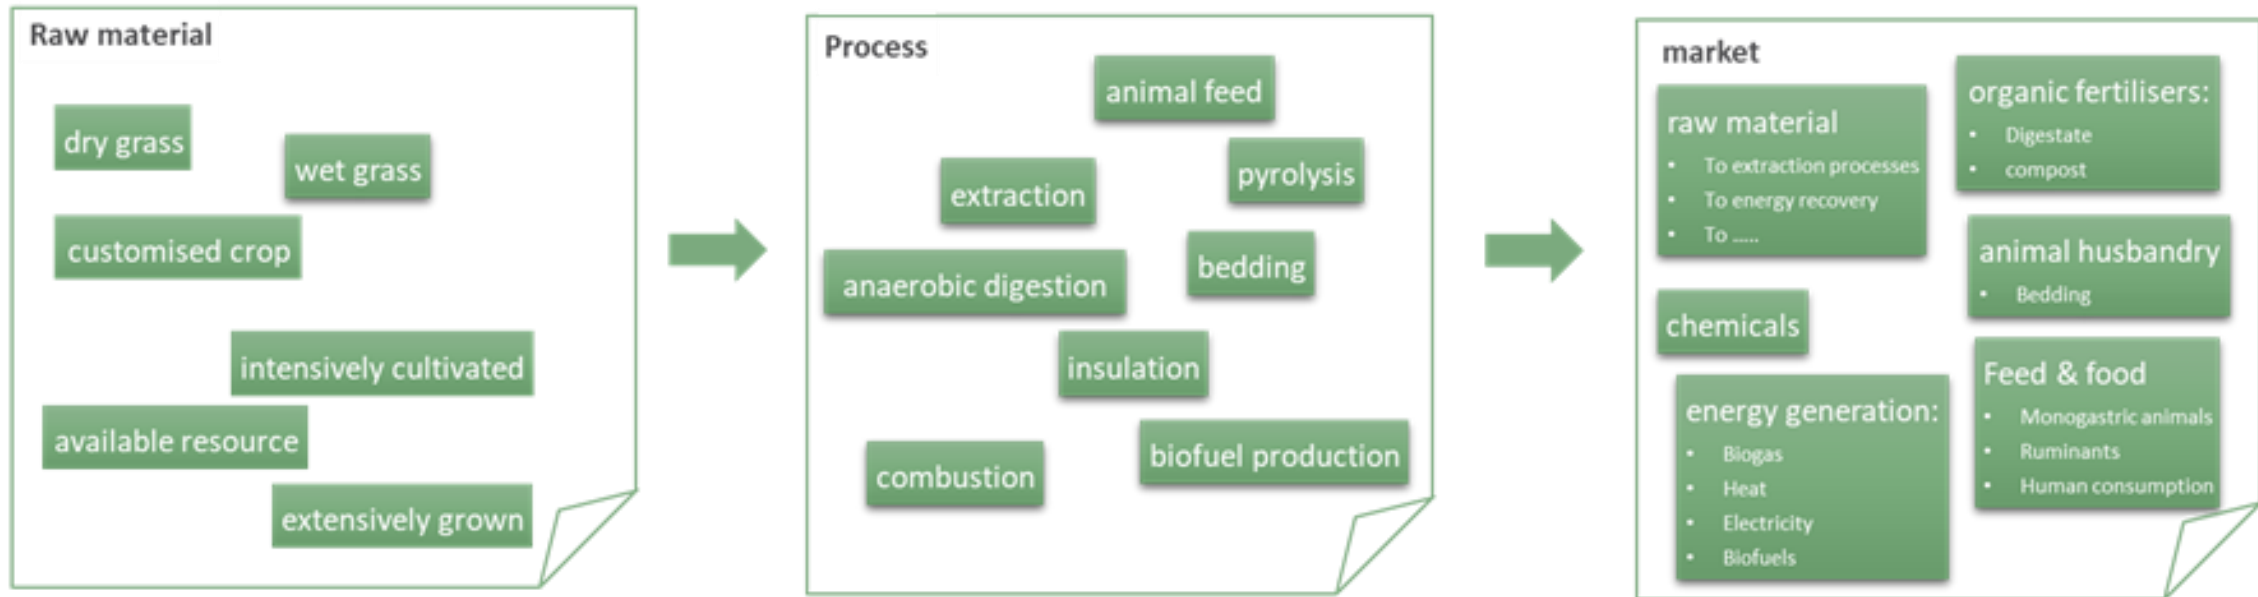 Raw material
dry grass
wet grass
customised crop
intensively cultivated
available resource
extensively grown
Process
animal feed
pyrolysis
extraction
bedding
anaerobic digestion
insulation
biofuel production
combustion
market
raw material
• To extraction processes
• To energy recovery
• To .....
chemicals
energy generation:
• Biogas
• Heat
• Electricity
• Biofuels
organic fertilisers:
• Digestate
• compost
animal husbandry
• Bedding
Feed & food
• Monogastric animals
• Ruminants
• Human consumption